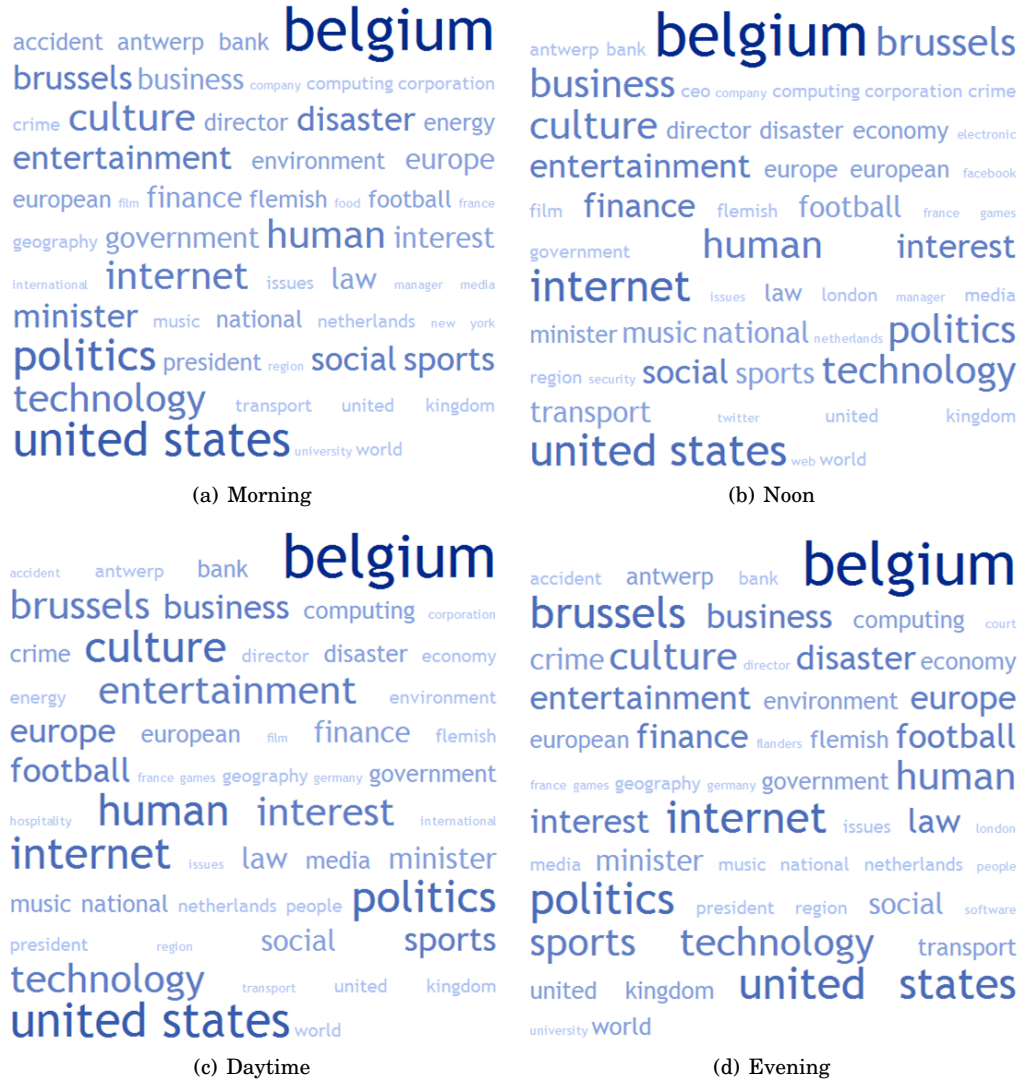 accident antwerp bank belgium
brussels business company computing corporation
crime culture director disaster energy
entertainment environment europe
european film finance flemish food football france
geography government human interest
international internet issues law manager media
minister music national netherlands new york
politics president region social sports
technology transport united kingdom
united states university world
(a) Morning
antwerp bank belgium brussels
business ceo company computing corporation crime
culture director disaster economy electronic
entertainment europe european facebook
film finance flemish football france games
government human interest
internet issues law london manager media
minister music national netherlands politics
region security social sports technology
transport twitter united kingdom
united states web world
(b) Noon
accident antwerp bank belgium
brussels business computing corporation
crime culture director disaster economy
energy entertainment environment
europe european film finance flemish
football france games geography germany government
hospitality human interest international
internet issues law media minister
music national netherlands people politics
president region social sports
technology transport united kingdom
united states world
(c) Daytime
accident antwerp bank belgium
brussels business computing court
crime culture director disaster economy
entertainment environment europe
european finance flanders flemish football
france games geography germany government human
interest internet issues law london
media minister music national netherlands people
politics president region social software
sports technology transport
united kingdom united states
university world
(d) Evening